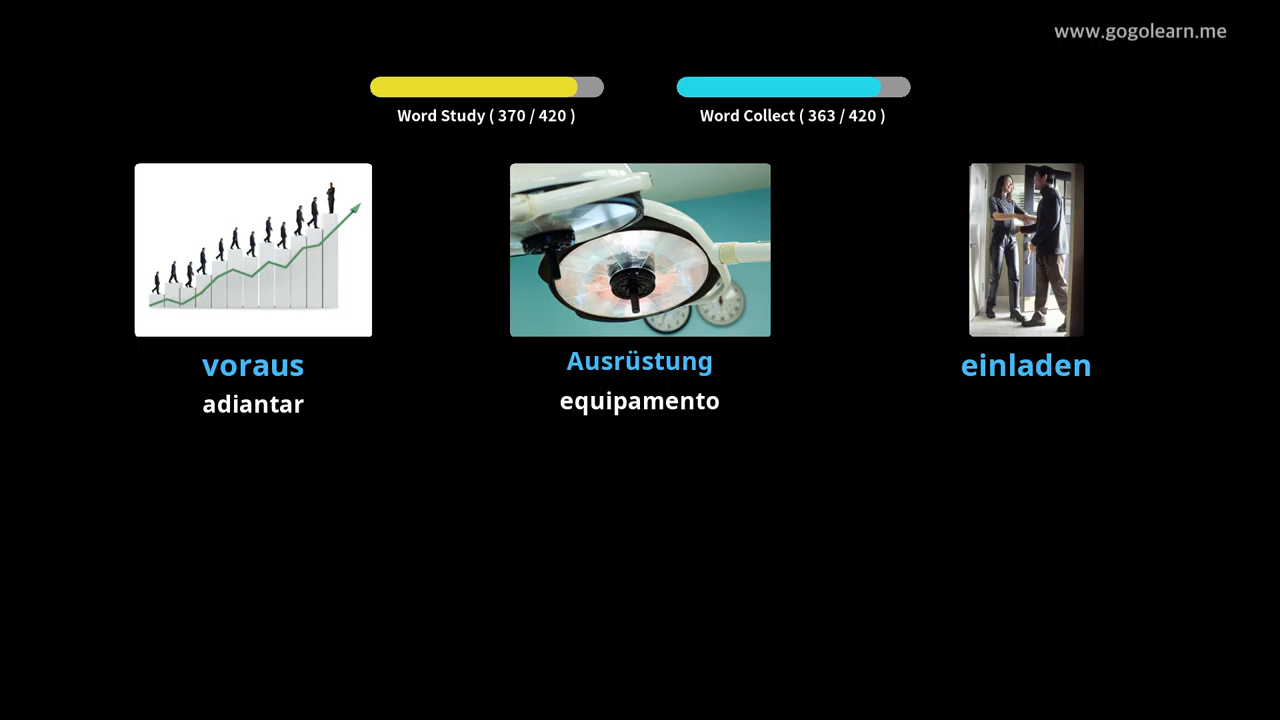 www.gogolearn.me
Word Study ( 370 / 420 )
Word Collect ( 363 / 420 )
voraus
adiantar
Ausrüstung
equipamento
einladen